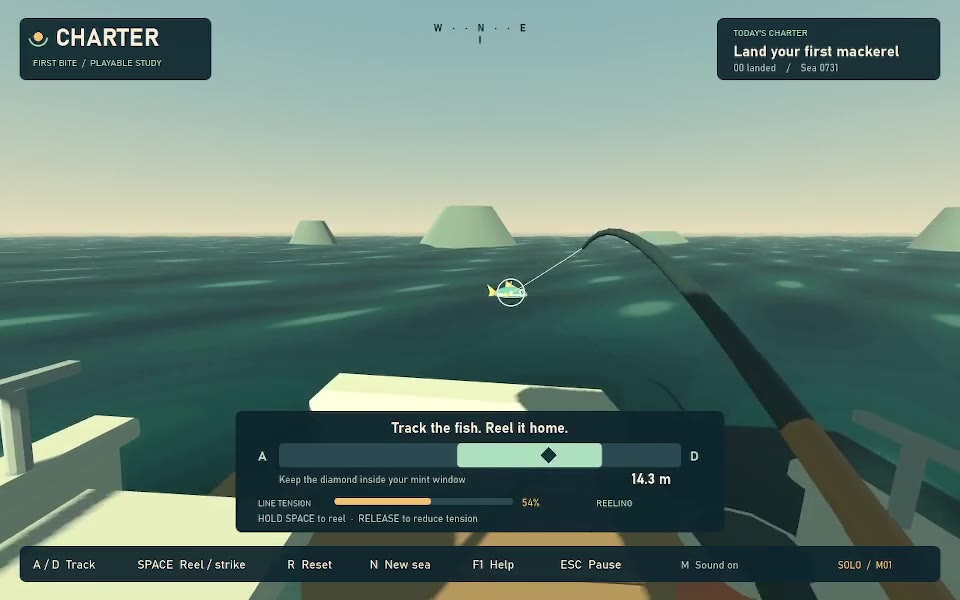 CHARTER
FIRST BITE / PLAYABLE STUDY
W · · N · · E
TODAY'S CHARTER
Land your first mackerel
00 landed / Sea 0731
Track the fish. Reel it home.
A D
Keep the diamond inside your mint window 14.3 m
LINE TENSION 54% REELING
HOLD SPACE to reel · RELEASE to reduce tension
A / D Track SPACE Reel / strike R Reset N New sea F1 Help ESC Pause M Sound on SOLO / M01